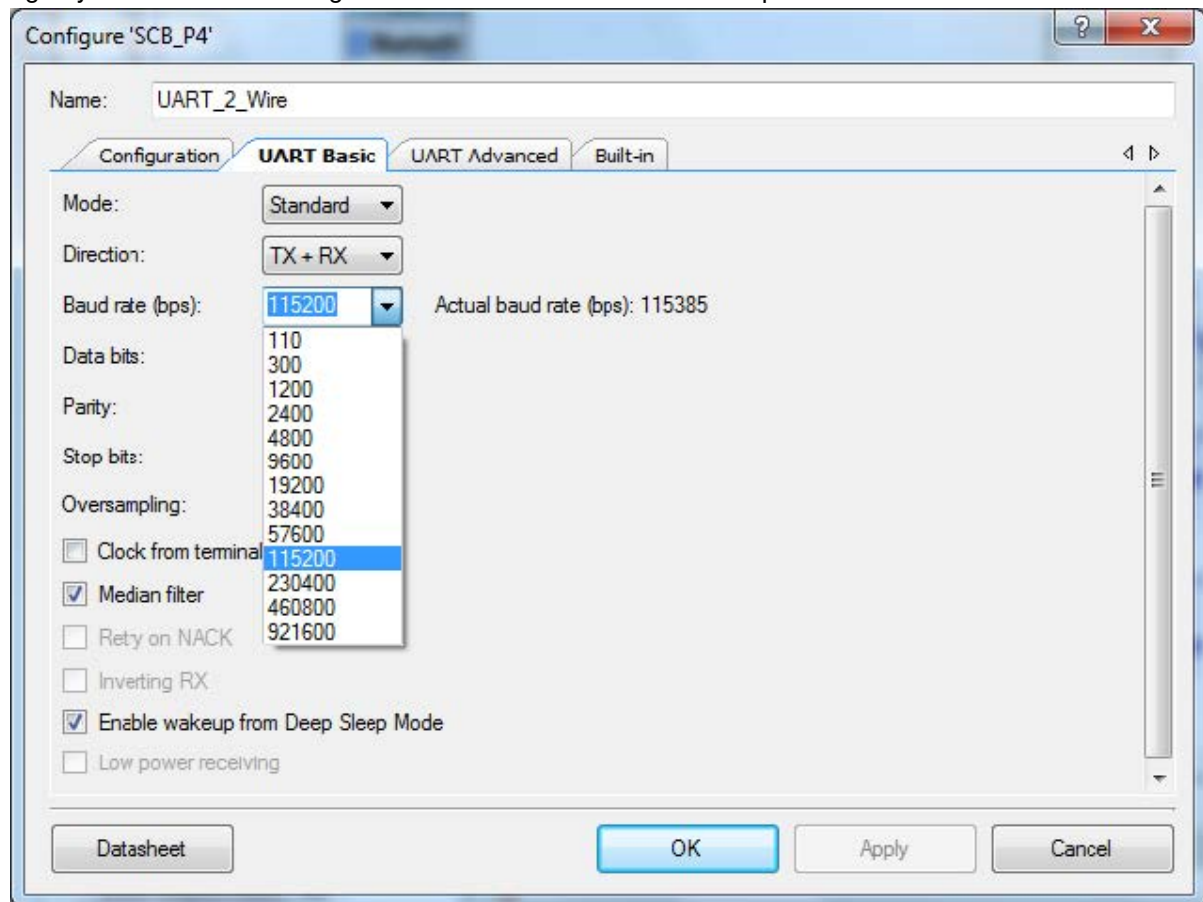 Configure 'SCB_P4'
Name: UART_2_Wire
Configuration UART Basic UART Advanced Built-in
Mode: Standard
Direction: TX + RX
Baud rate (bps): 115200 Actual baud rate (bps): 115385
110
Data bits:
300
1200
Parity:
2400
4800
Stop bits:
9600
19200
Oversampling:
38400
57600
Clock from terminal
115200
230400
Median filter
460800
Retry on NACK
921600
Inverting RX
Enable wakeup from Deep Sleep Mode
Low power receiving
Datasheet OK Apply Cancel